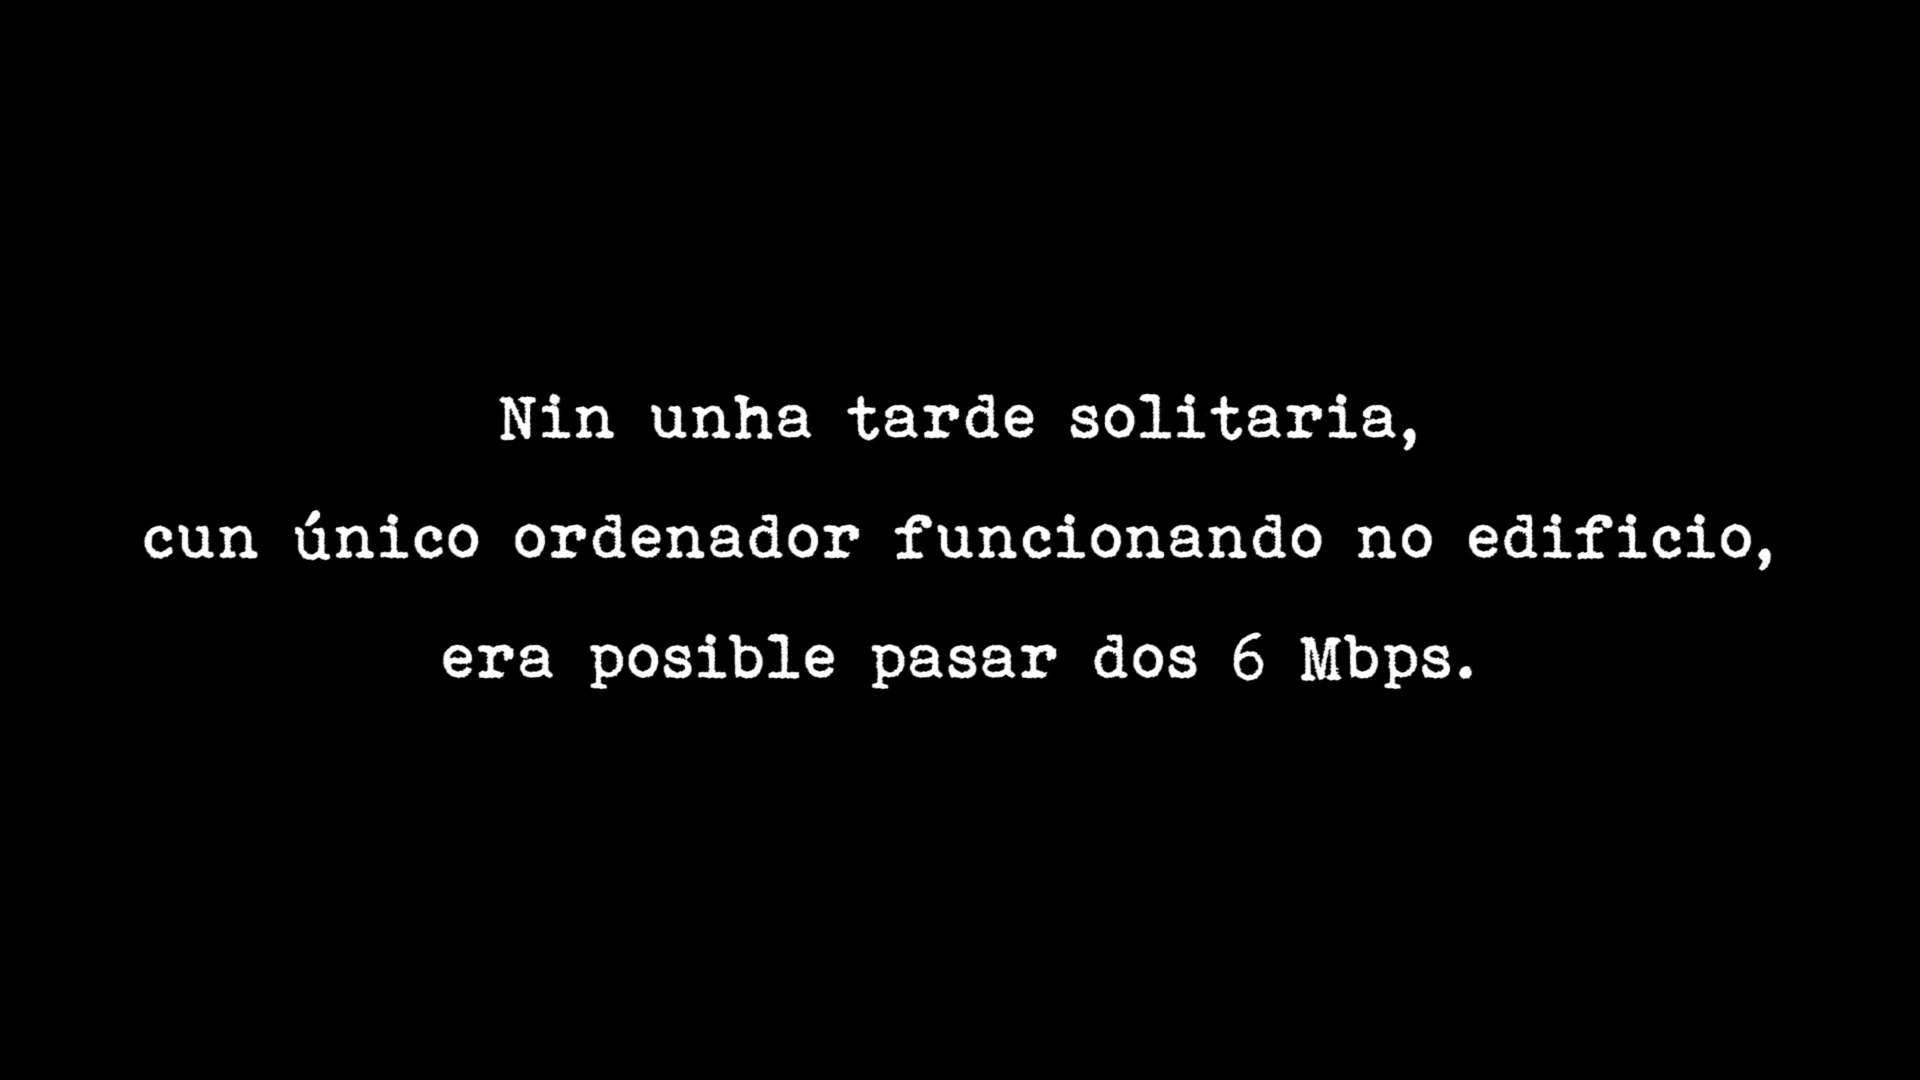 Nin unha tarde solitaria,
cun único ordenador funcionando no edificio,
era posible pasar dos 6 Mbps.